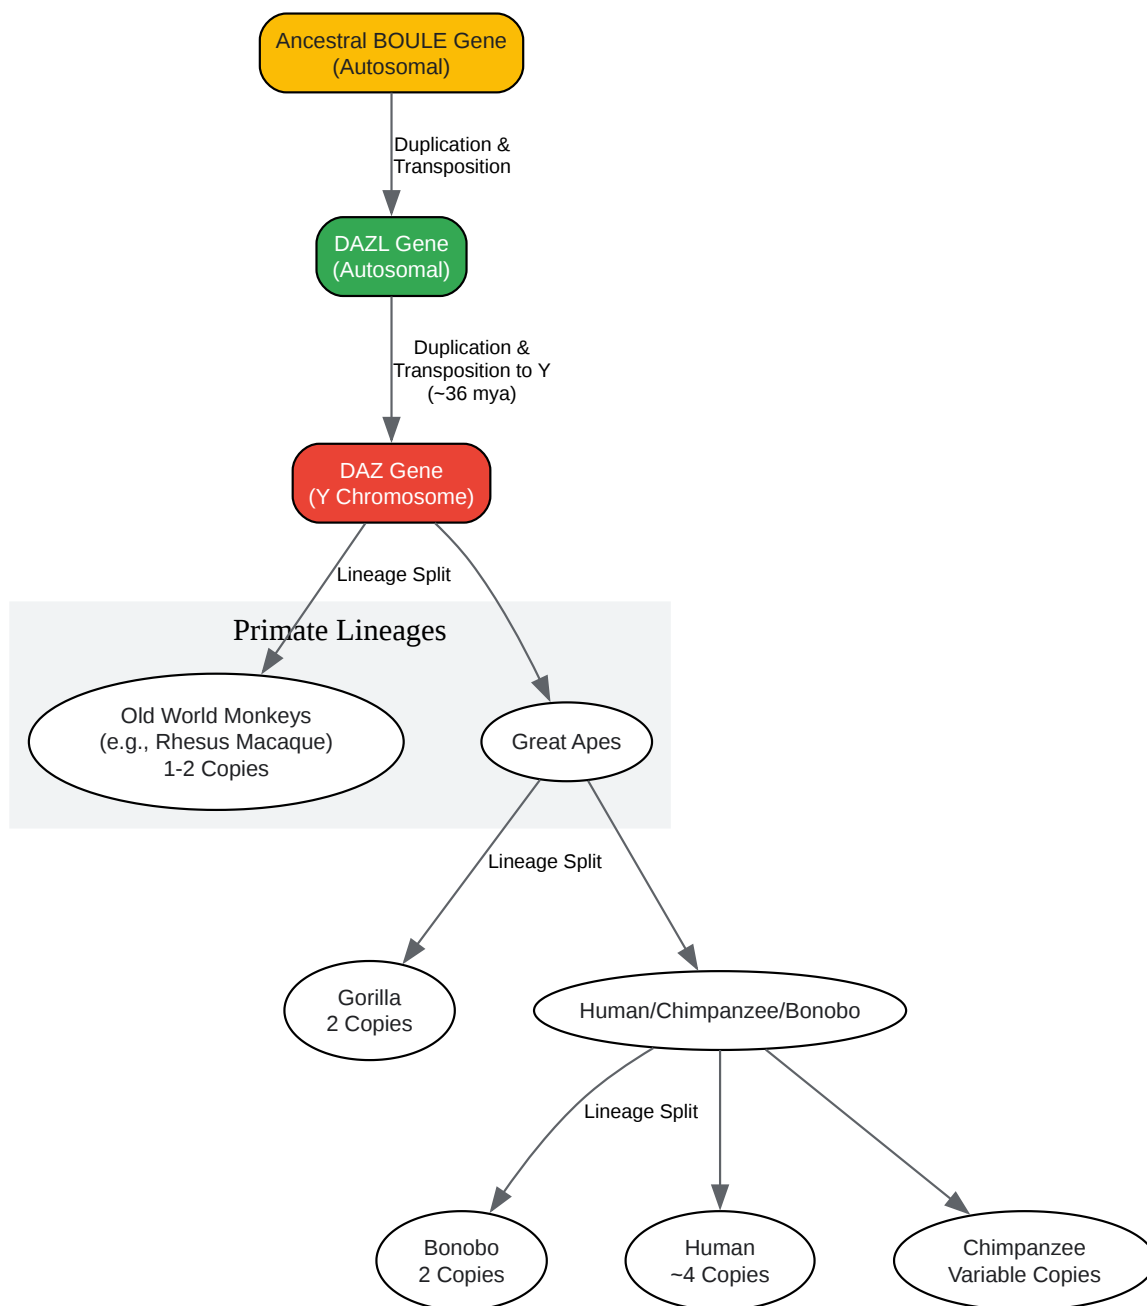 Ancestral BOULE Gene
(Autosomal)
Duplication &
Transposition
DAZL Gene
(Autosomal)
Duplication &
Transposition to Y
(~36 mya)
DAZ Gene
(Y Chromosome)
Lineage Split
Primate Lineages
Old World Monkeys
(e.g., Rhesus Macaque)
1-2 Copies
Great Apes
Lineage Split
Gorilla
2 Copies
Human/Chimpanzee/Bonobo
Lineage Split
Bonobo
2 Copies
Human
~4 Copies
Chimpanzee
Variable Copies